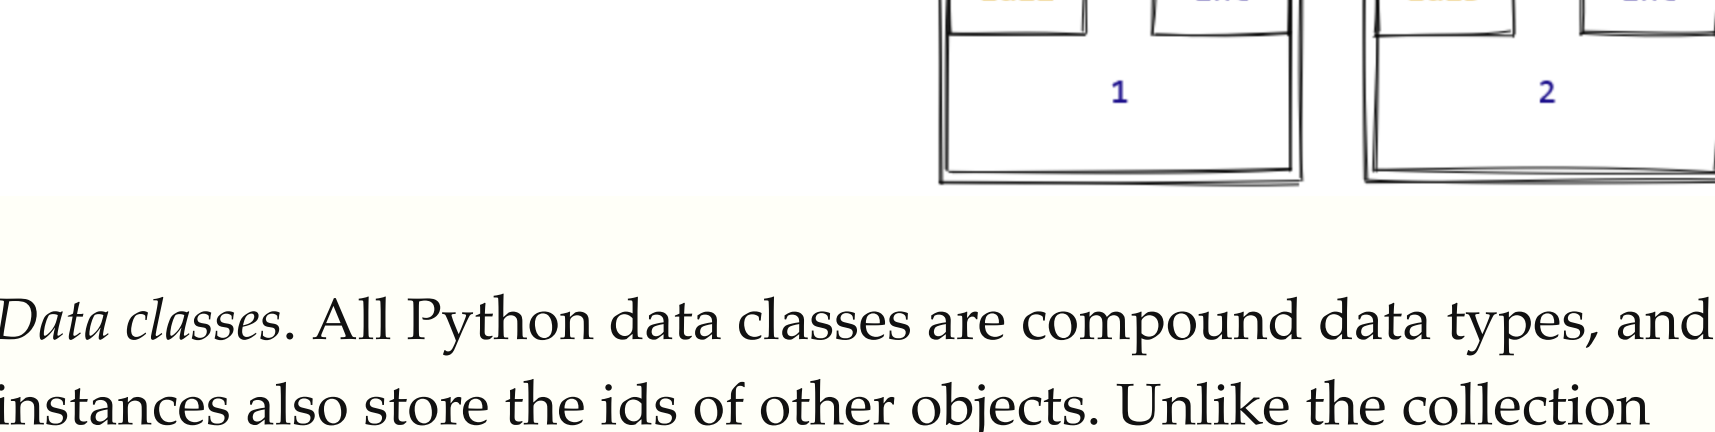 1 2
Data classes. All Python data classes are compound data types, and
instances also store the ids of other objects. Unlike the collection